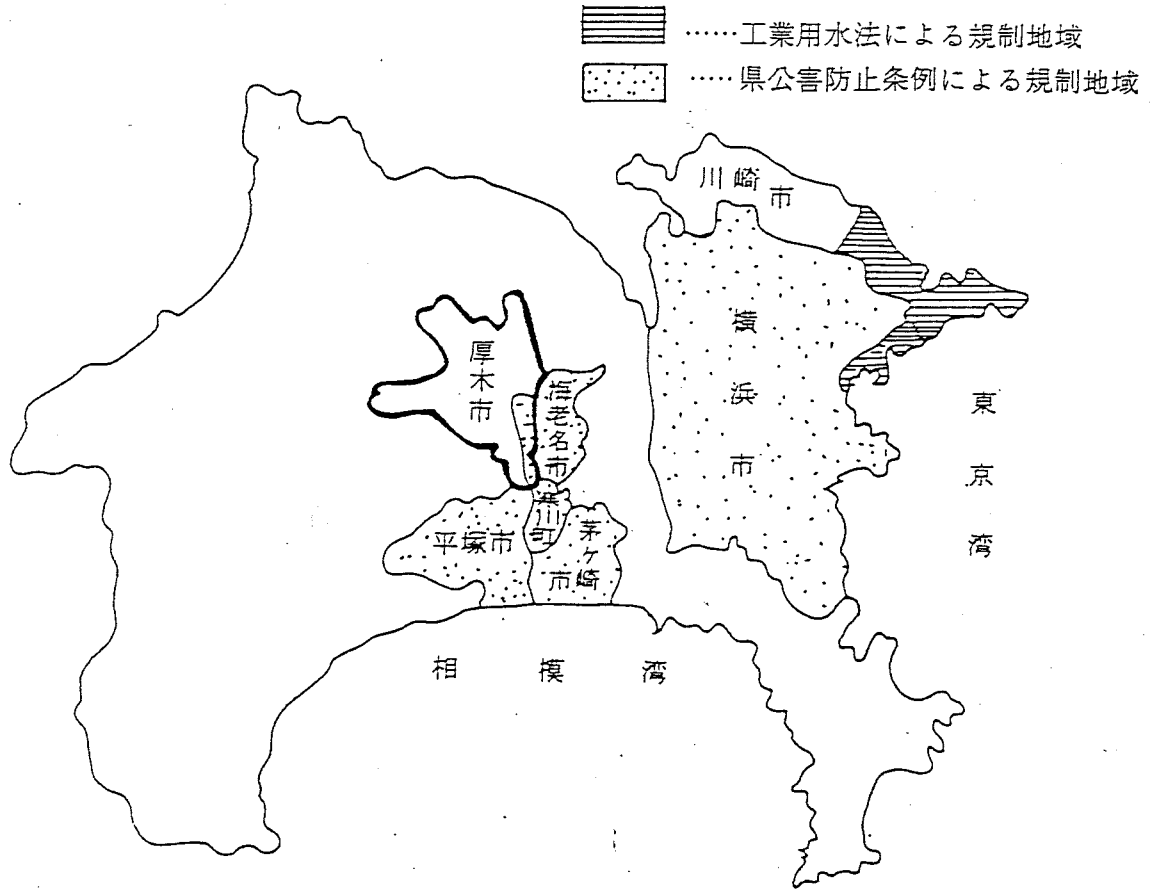 ……工業用水法による規制地域
……県公害防止条例による規制地域
川崎市
横浜市
厚木市
海老名市
寒川町
平塚市
茅ヶ崎市
東京湾
相模湾